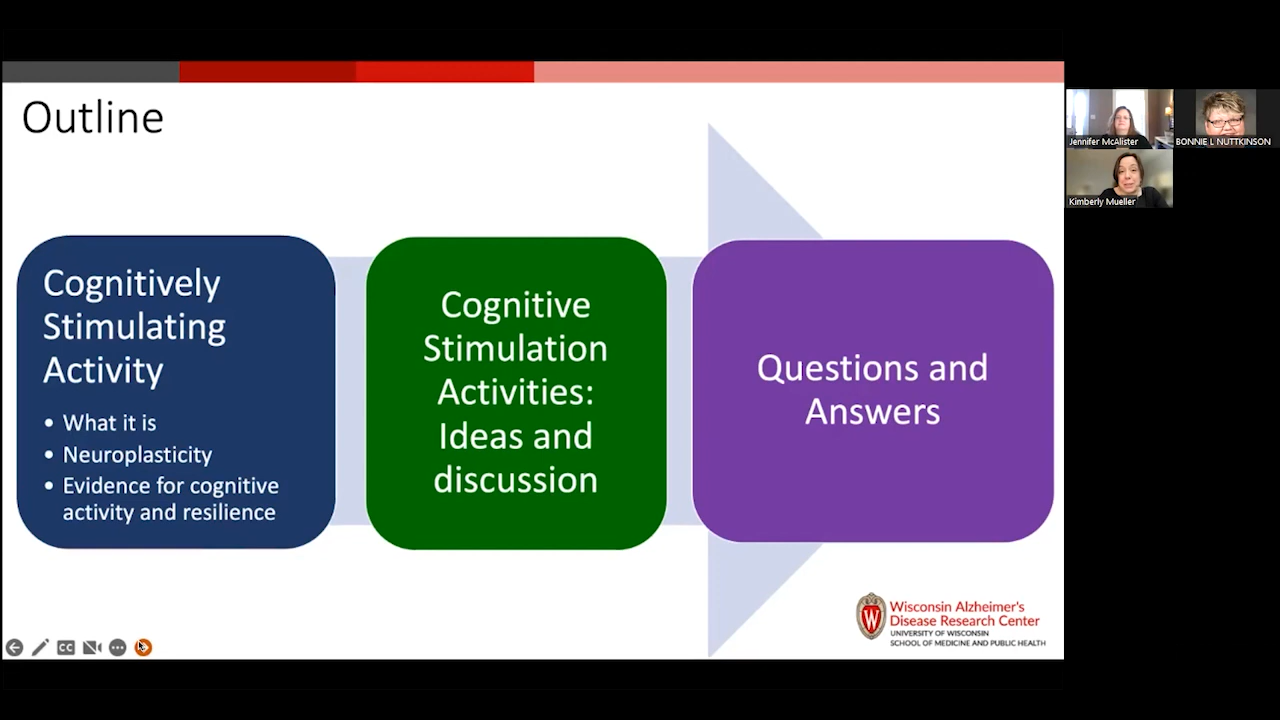 Outline
Cognitively
Stimulating
Activity
• What it is
• Neuroplasticity
• Evidence for cognitive
activity and resilience
Cognitive
Stimulation
Activities:
Ideas and
discussion
Questions and
Answers
W
Wisconsin Alzheimer's
Disease Research Center
UNIVERSITY OF WISCONSIN
SCHOOL OF MEDICINE AND PUBLIC HEALTH
CC
Jennifer McAlister
BONNIE L NUTTKINSON
Kimberly Mueller